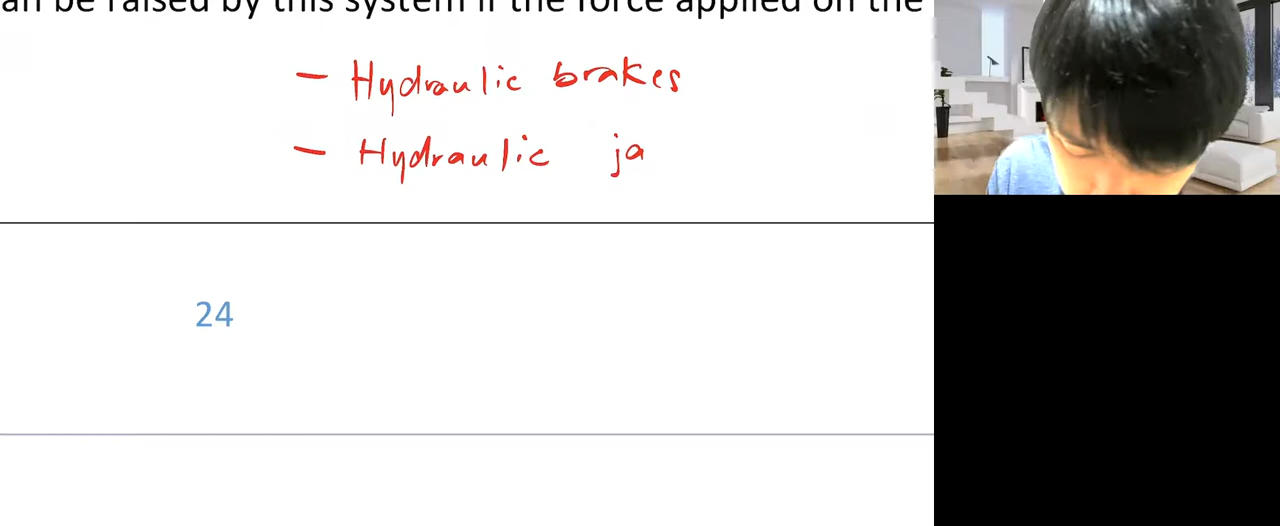 an be raised by this system if the force applied on the
– Hydraulic brakes
– Hydraulic ja
24